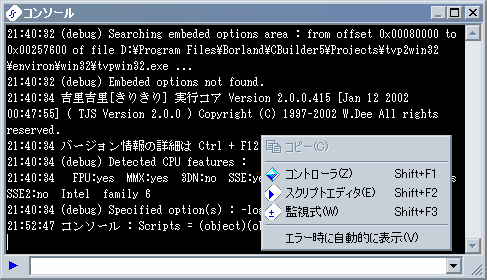 コンソール
21:40:32 (debug) Searching embeded options area : from offset 0x00080000 to
0x00257600 of file D:¥Program Files¥Borland¥CBuilder5¥Projects¥tvp2win32
¥environ¥win32¥tvpwin32.exe ...
21:40:32 (debug) Embeded options not found.
21:40:34 吉里吉里[きりきり] 実行コア Version 2.0.0.415 [Jan 12 2002
00:47:55] ( TJS Version 2.0.0 ) Copyright (C) 1997-2002 W.Dee All rights
reserved.
21:40:34 バージョン情報の詳細は Ctrl + F12
21:40:34 (debug) Detected CPU features :
FPU:yes MMX:yes 3DN:no SSE:yes
SSE2:no Intel family 6
21:40:34 (debug) Specified option(s) :
21:52:47 コンソール : Scripts = (object)
コピー(C)
コントローラ(Z) Shift+F1
スクリプトエディタ(E) Shift+F2
監視式(W) Shift+F3
エラー時に自動的に表示(V)